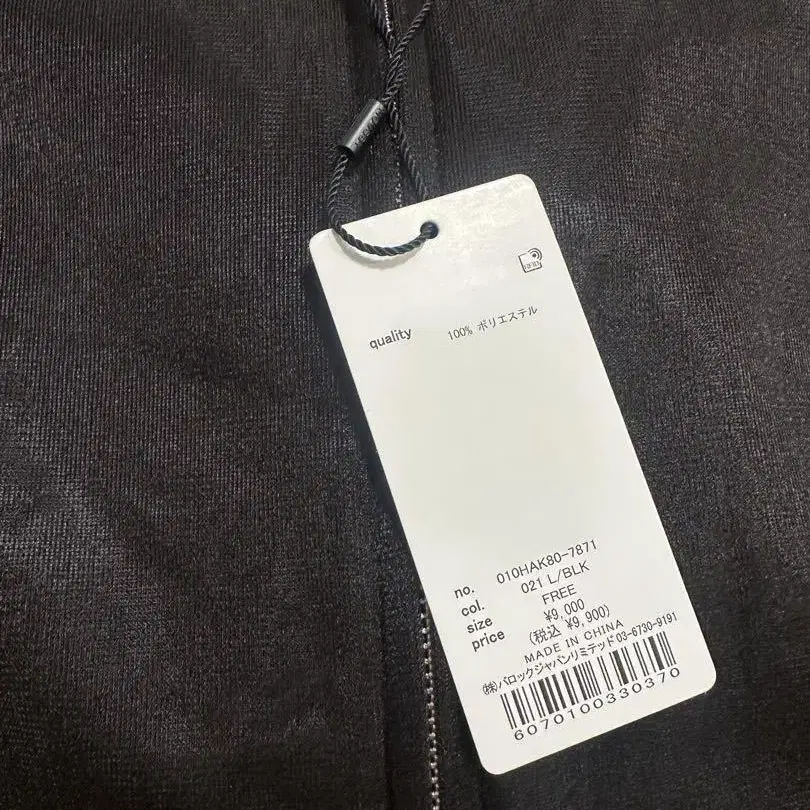 RFID
quality 100% ポリエステル
no. 010HAK80-7871
col. 021 L/BLK
size FREE
price ¥9,000
(税込 ¥9,900)
MADE IN CHINA
(株)バロックジャパンリミテッド 03-6730-9191
6070100330370